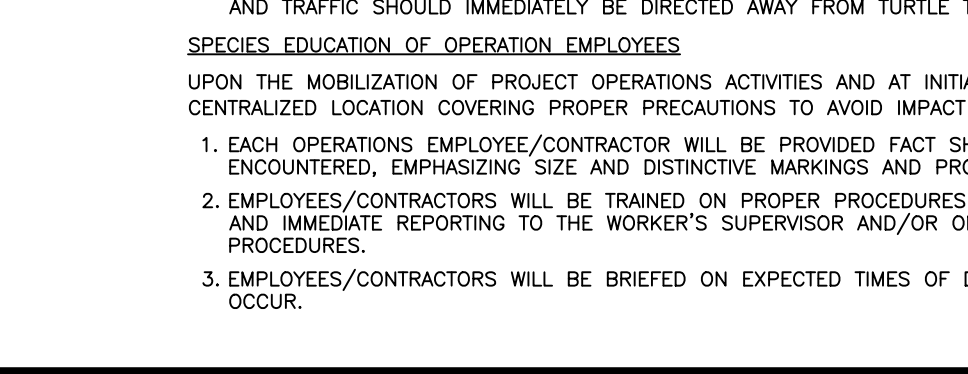 AND TRAFFIC SHOULD IMMEDIATELY BE DIRECTED AWAY FROM TURTLE
SPECIES EDUCATION OF OPERATION EMPLOYEES
UPON THE MOBILIZATION OF PROJECT OPERATIONS ACTIVITIES AND AT
CENTRALIZED LOCATION COVERING PROPER PRECAUTIONS TO AVOID IMPACT
1. EACH OPERATIONS EMPLOYEE/CONTRACTOR WILL BE PROVIDED FACT
ENCOUNTERED, EMPHASIZING SIZE AND DISTINCTIVE MARKINGS AND
2. EMPLOYEES/CONTRACTORS WILL BE TRAINED ON PROPER PROCEDURES
AND IMMEDIATE REPORTING TO THE WORKER'S SUPERVISOR AND/OR
PROCEDURES.
3. EMPLOYEES/CONTRACTORS WILL BE BRIEFED ON EXPECTED TIMES OF
OCCUR.